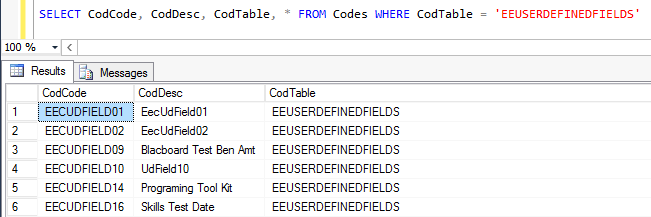 SELECT CodCode, CodDesc, CodTable, * FROM Codes WHERE CodTable = 'EEUSERDEFINEDFIELDS'
100 %
Results Messages
CodCode CodDesc CodTable
1 EECUDFIELD01 EecUdField01 EEUSERDEFINEDFIELDS
2 EECUDFIELD02 EecUdField02 EEUSERDEFINEDFIELDS
3 EECUDFIELD09 Blacboard Test Ben Amt EEUSERDEFINEDFIELDS
4 EECUDFIELD10 UdField10 EEUSERDEFINEDFIELDS
5 EECUDFIELD14 Programing Tool Kit EEUSERDEFINEDFIELDS
6 EECUDFIELD16 Skills Test Date EEUSERDEFINEDFIELDS